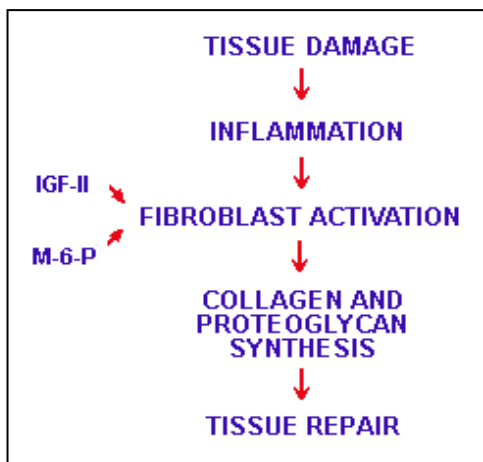 TISSUE DAMAGE
INFLAMMATION
IGF-II
FIBROBLAST ACTIVATION
M-6-P
COLLAGEN AND
PROTEOGLYCAN
SYNTHESIS
TISSUE REPAIR